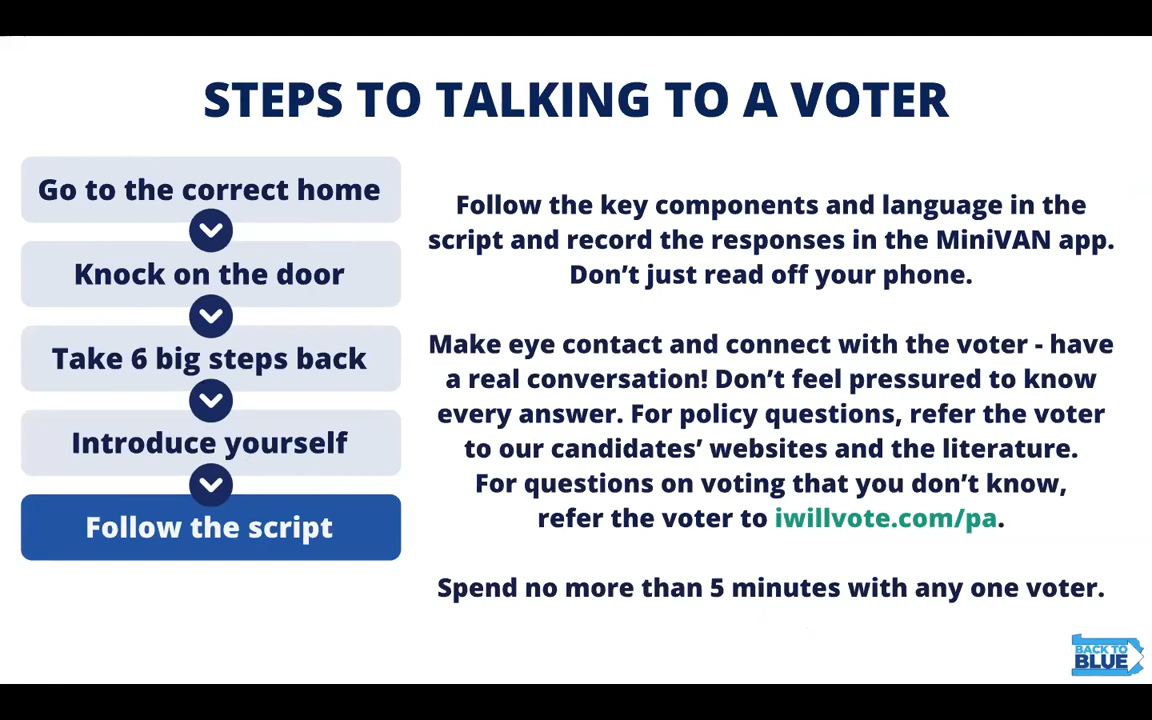 STEPS TO TALKING TO A VOTER
Go to the correct home
Knock on the door
Take 6 big steps back
Introduce yourself
Follow the script
Follow the key components and language in the
script and record the responses in the MiniVAN app.
Don’t just read off your phone.
Make eye contact and connect with the voter - have
a real conversation! Don’t feel pressured to know
every answer. For policy questions, refer the voter
to our candidates’ websites and the literature.
For questions on voting that you don’t know,
refer the voter to iwillvote.com/pa.
Spend no more than 5 minutes with any one voter.
BACK TO
BLUE